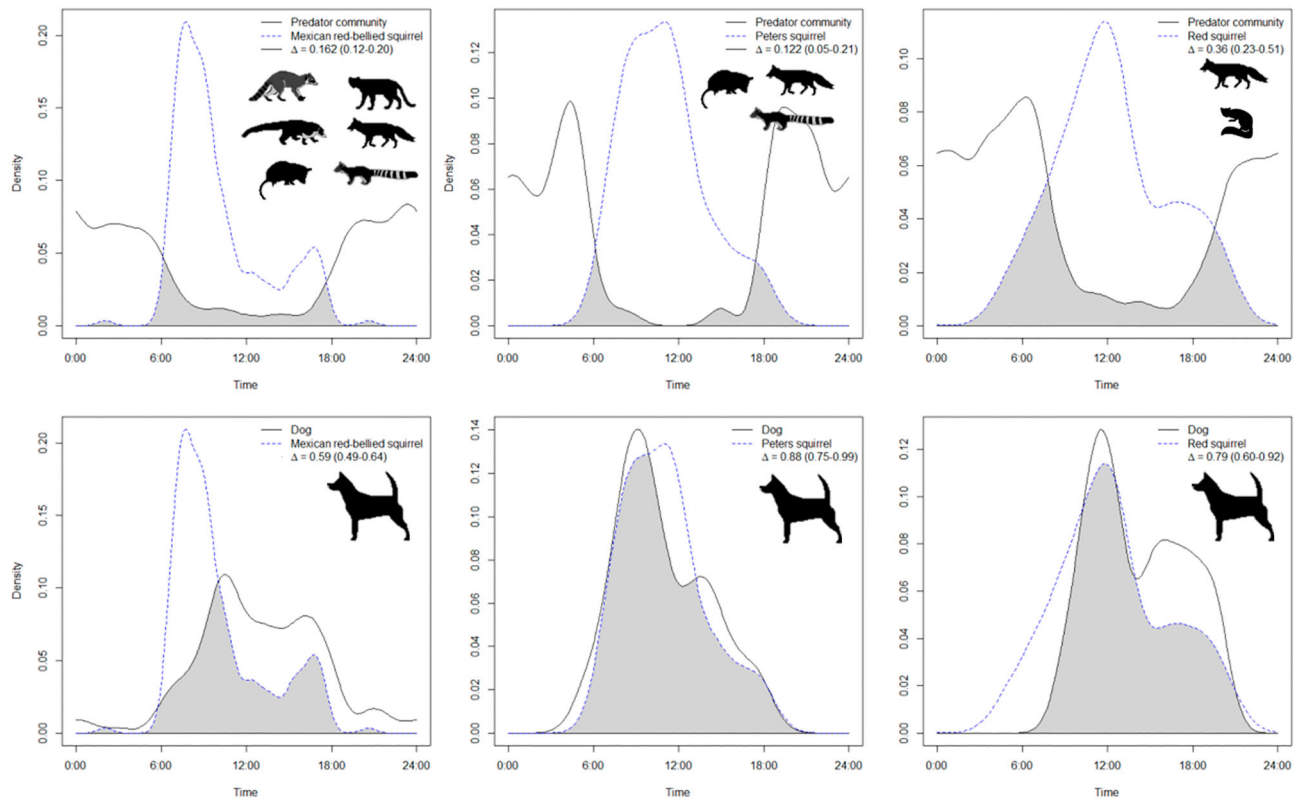 Predator community
Mexican red-bellied squirrel
Δ = 0.162 (0.12-0.20)
Density
0.20
0.15
0.10
0.05
0.00
0:00 6:00 12:00 18:00 24:00
Time
Predator community
Peters squirrel
Δ = 0.122 (0.05-0.21)
Density
0.12
0.10
0.08
0.06
0.04
0.02
0.00
0:00 6:00 12:00 18:00 24:00
Time
Predator community
Red squirrel
Δ = 0.36 (0.23-0.51)
0.10
0.08
0.06
0.04
0.02
0.00
0:00 6:00 12:00 18:00 24:00
Time
Dog
Mexican red-bellied squirrel
Δ = 0.59 (0.49-0.64)
Density
0.20
0.15
0.10
0.05
0.00
0:00 6:00 12:00 18:00 24:00
Time
Dog
Peters squirrel
Δ = 0.88 (0.75-0.99)
0.14
0.12
0.10
0.08
0.06
0.04
0.02
0.00
0:00 6:00 12:00 18:00 24:00
Time
Dog
Red squirrel
Δ = 0.79 (0.60-0.92)
0.12
0.10
0.08
0.06
0.04
0.02
0.00
0:00 6:00 12:00 18:00 24:00
Time